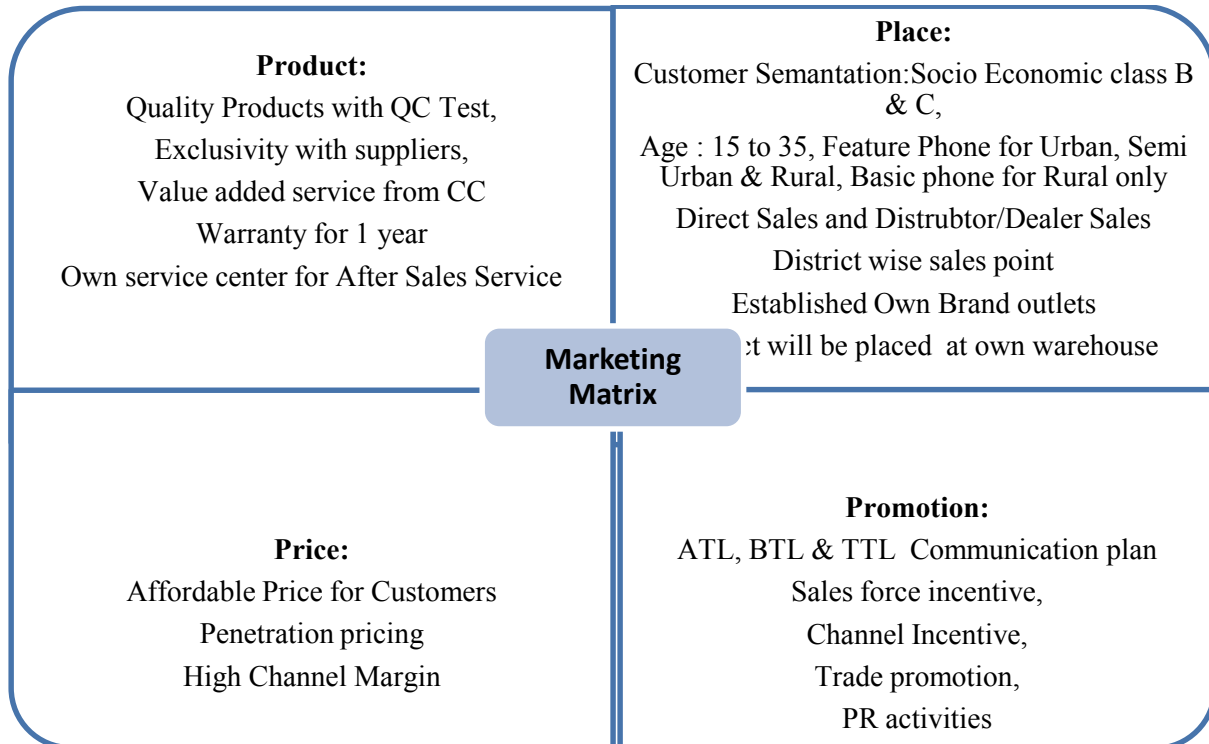 Product:
Quality Products with QC Test,
Exclusivity with suppliers,
Value added service from CC
Warranty for 1 year
Own service center for After Sales Service
Place:
Customer Semantation:Socio Economic class B
& C,
Age : 15 to 35, Feature Phone for Urban, Semi
Urban & Rural, Basic phone for Rural only
Direct Sales and Distrubtor/Dealer Sales
District wise sales point
Established Own Brand outlets
ct will be placed at own warehouse
Marketing
Matrix
Price:
Affordable Price for Customers
Penetration pricing
High Channel Margin
Promotion:
ATL, BTL & TTL Communication plan
Sales force incentive,
Channel Incentive,
Trade promotion,
PR activities